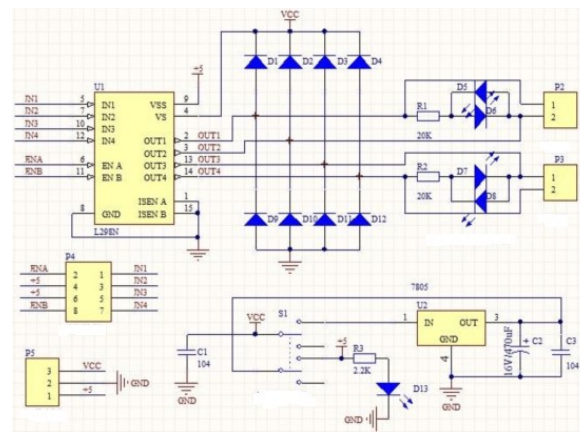 VCC
D1 D2 D3 D4
+5
U1
IN1 5 IN1 VSS 9
IN2 7 IN2 VS 4
IN3 10 IN3
IN4 12 IN4
OUT1 2 OUT1
OUT2 3 OUT2
ENA 6 EN A OUT3 13 OUT3
ENB 11 EN B OUT4 14 OUT4
ISEN A 1
8 GND ISEN B 15
L298N
D9 D10 D11 D12
D5 P2
R1 D6 1
20K 2
R2 D7 P3
20K D8 1
2
P4
ENA 2 1 IN1
+5 4 3 IN2
+5 6 5 IN3
ENB 8 7 IN4
P5
3 VCC
2 GND
1 +5
7805
VCC S1 U2
1 IN OUT 3
GND
4
C1
104
GND
+5 R3
2.2K
D13
GND
GND
16V/470uF
+ C2
C3
104
GND